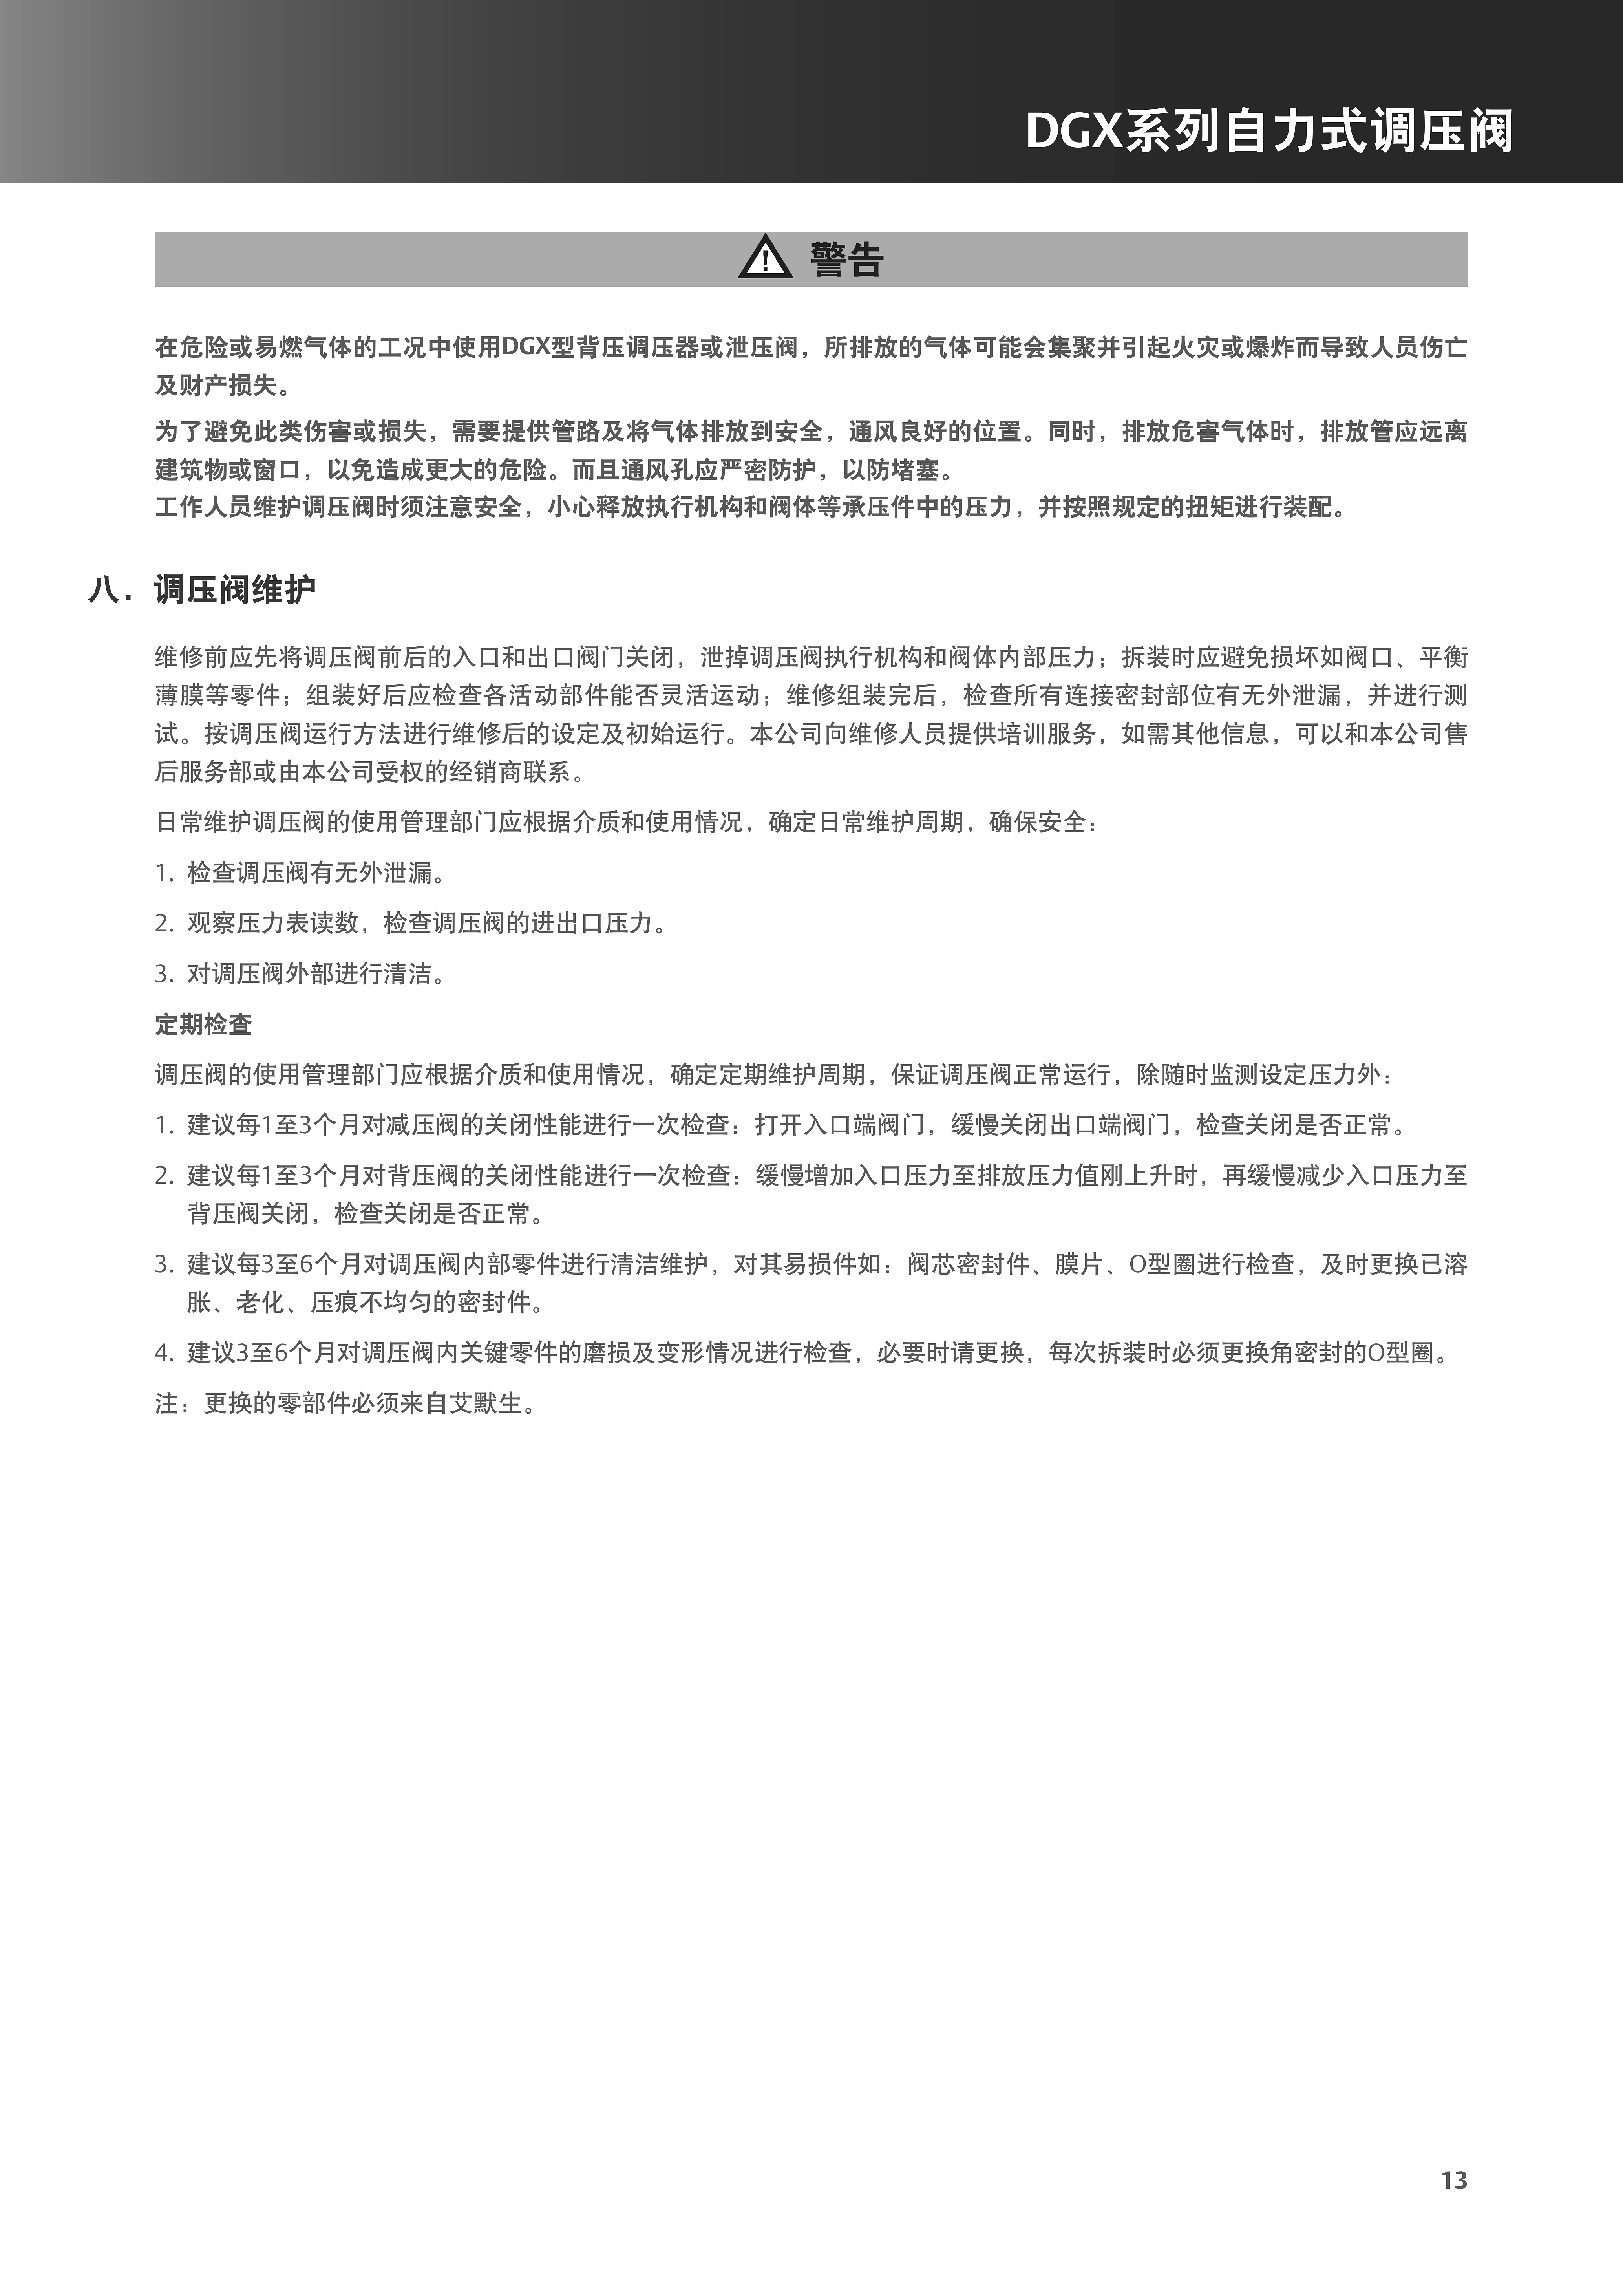 DGX系列自力式调压阀
警告
在危险或易燃气体的工况中使用DGX型背压调压器或泄压阀，所排放的气体可能会集聚并引起火灾或爆炸而导致人员伤亡
及财产损失。
为了避免此类伤害或损失，需要提供管路及将气体排放到安全，通风良好的位置。同时，排放危害气体时，排放管应远离
建筑物或窗口，以免造成更大的危险。而且通风孔应严密防护，以防堵塞。
工作人员维护调压阀时须注意安全，小心释放执行机构和阀体等承压件中的压力，并按照规定的扭矩进行装配。
八．调压阀维护
维修前应先将调压阀前后的入口和出口阀门关闭，泄掉调压阀执行机构和阀体内部压力；拆装时应避免损坏如阀口、平衡
薄膜等零件；组装好后应检查各活动部件能否灵活运动；维修组装完后，检查所有连接密封部位有无外泄漏，并进行测
试。按调压阀运行方法进行维修后的设定及初始运行。本公司向维修人员提供培训服务，如需其他信息，可以和本公司售
后服务部或由本公司受权的经销商联系。
日常维护调压阀的使用管理部门应根据介质和使用情况，确定日常维护周期，确保安全：
1. 检查调压阀有无外泄漏。
2. 观察压力表读数，检查调压阀的进出口压力。
3. 对调压阀外部进行清洁。
定期检查
调压阀的使用管理部门应根据介质和使用情况，确定定期维护周期，保证调压阀正常运行，除随时监测设定压力外：
1. 建议每1至3个月对减压阀的关闭性能进行一次检查：打开入口端阀门，缓慢关闭出口端阀门，检查关闭是否正常。
2. 建议每1至3个月对背压阀的关闭性能进行一次检查：缓慢增加入口压力至排放压力值刚上升时，再缓慢减少入口压力至
背压阀关闭，检查关闭是否正常。
3. 建议每3至6个月对调压阀内部零件进行清洁维护，对其易损件如：阀芯密封件、膜片、O型圈进行检查，及时更换已溶
胀、老化、压痕不均匀的密封件。
4. 建议3至6个月对调压阀内关键零件的磨损及变形情况进行检查，必要时请更换，每次拆装时必须更换角密封的O型圈。
注：更换的零部件必须来自艾默生。
13